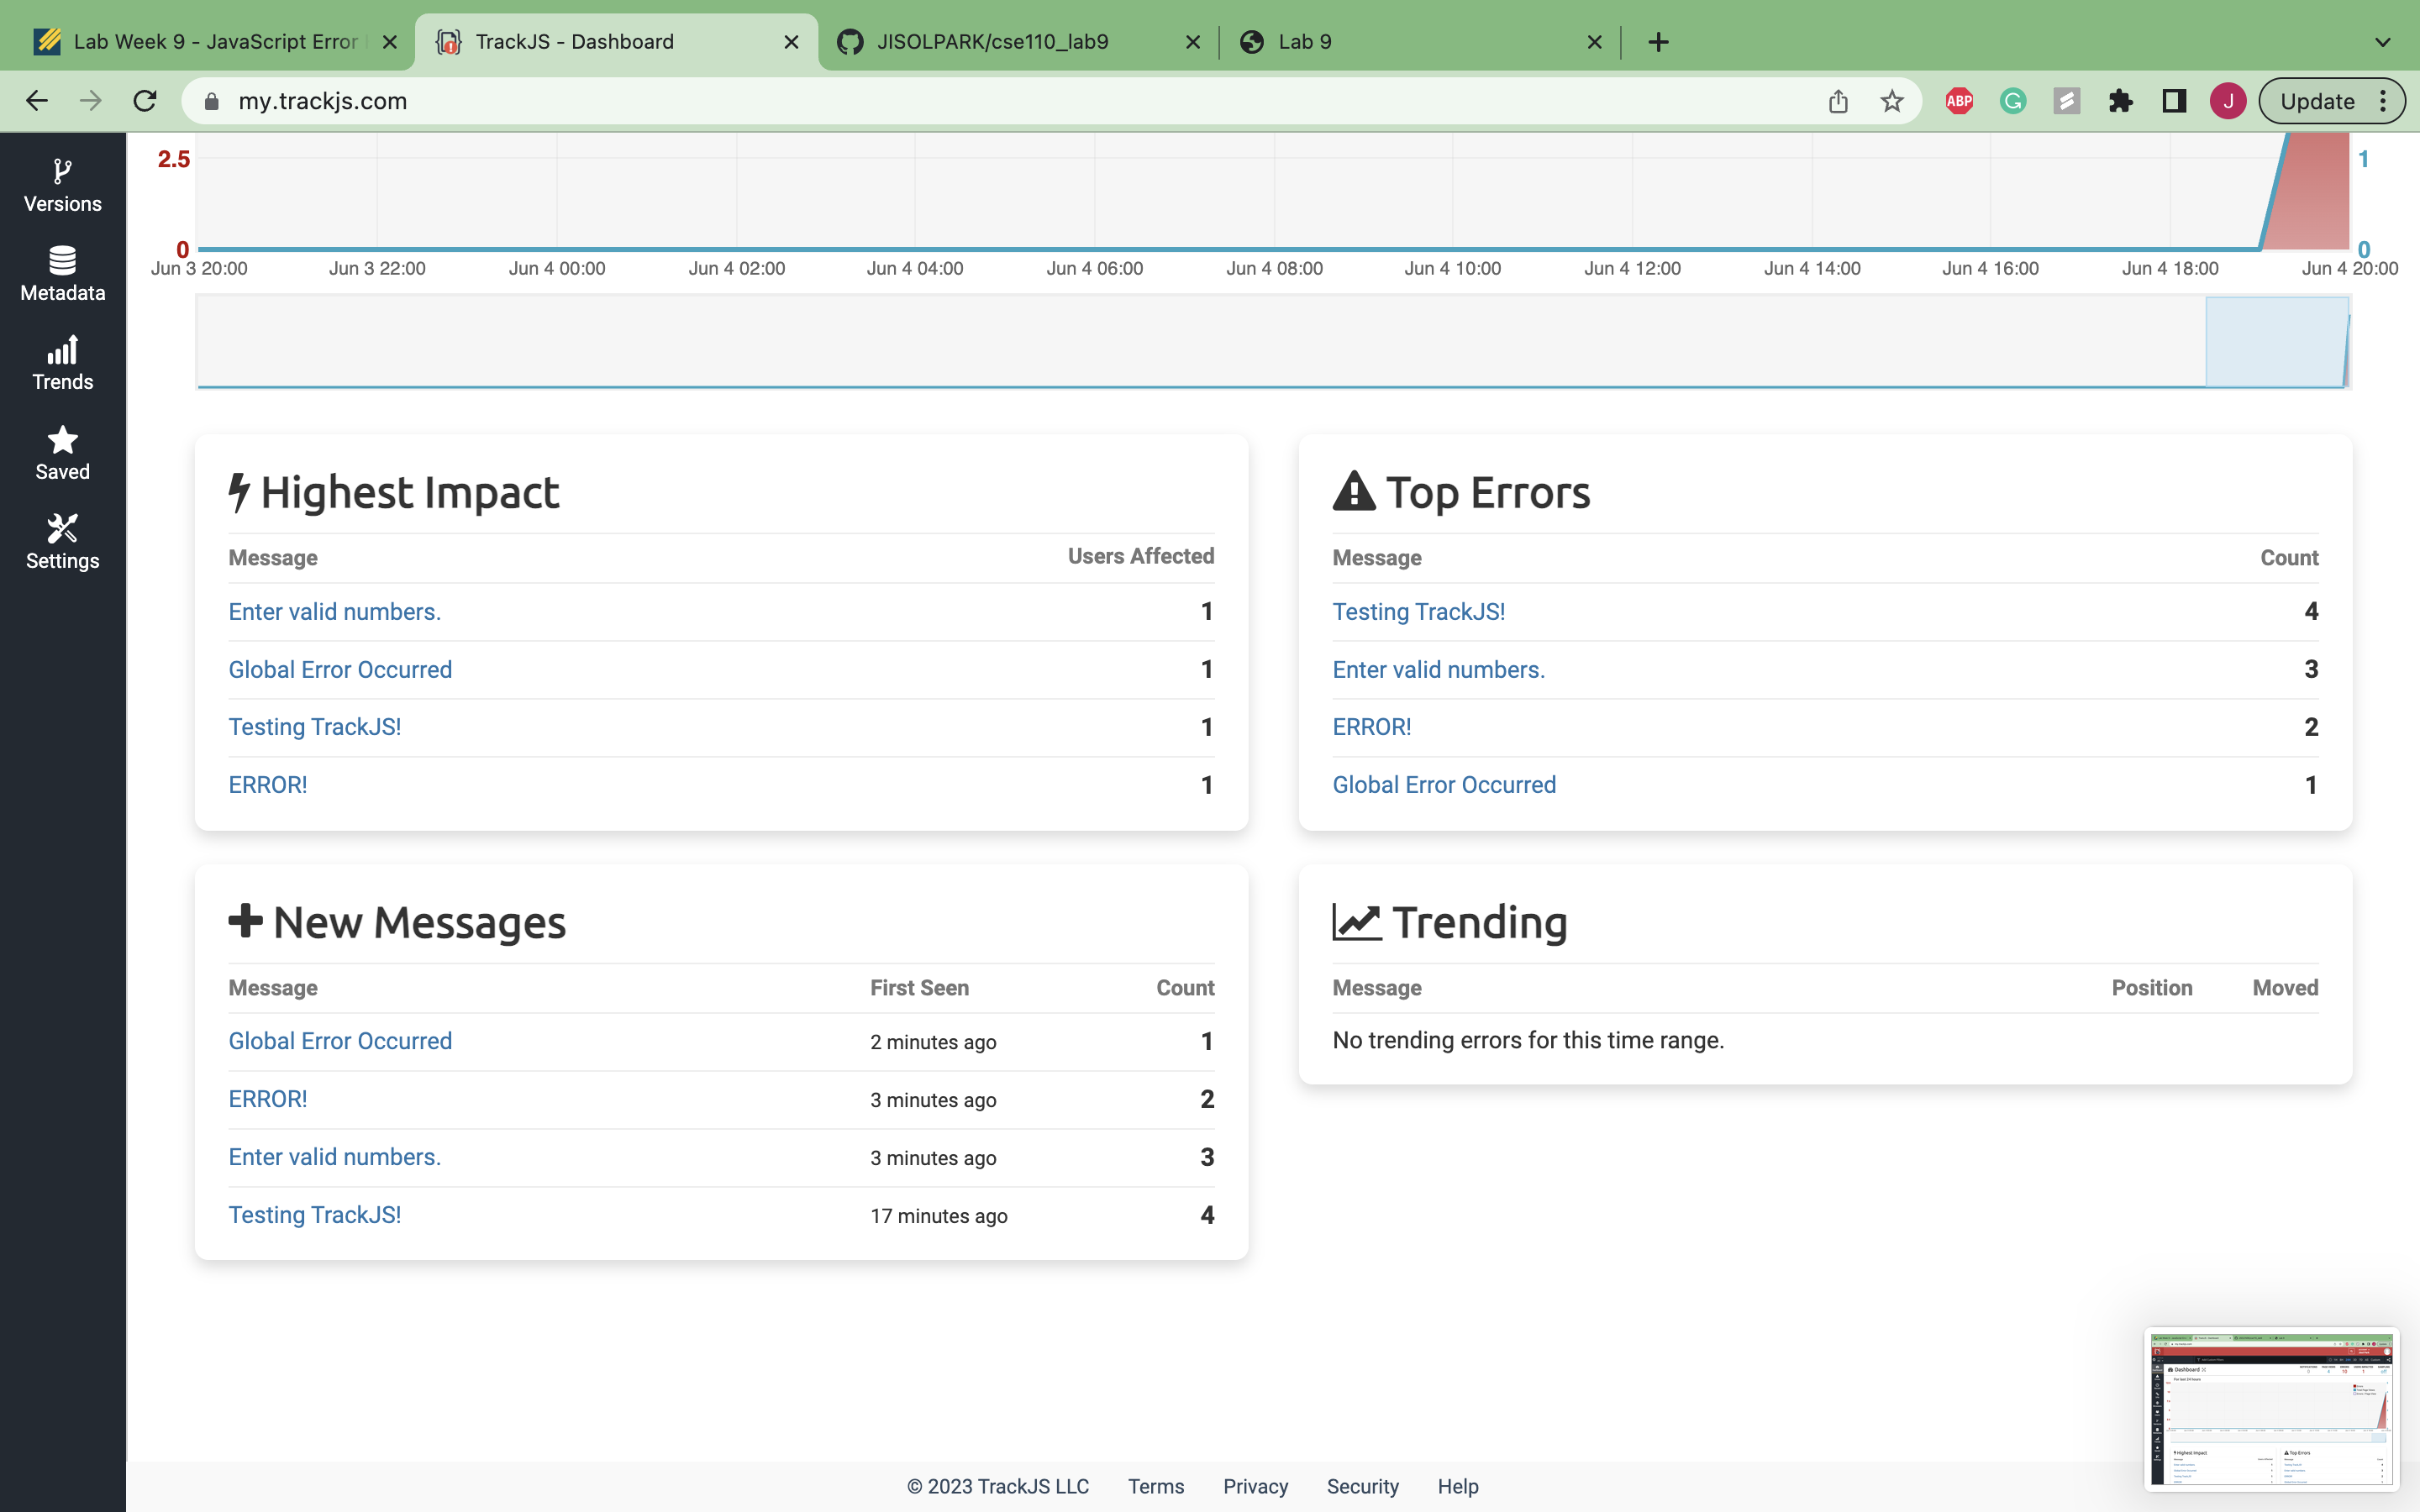 Lab Week 9 - JavaScript Error
TrackJS - Dashboard
JISOLPARK/cse110_lab9
Lab 9
my.trackjs.com
ABP
G
J
Update
Versions
Metadata
Trends
Saved
Settings
2.5
1
0
0
Jun 3 20:00 Jun 3 22:00 Jun 4 00:00 Jun 4 02:00 Jun 4 04:00 Jun 4 06:00 Jun 4 08:00 Jun 4 10:00 Jun 4 12:00 Jun 4 14:00 Jun 4 16:00 Jun 4 18:00 Jun 4 20:00
Highest Impact
Message Users Affected
Enter valid numbers. 1
Global Error Occurred 1
Testing TrackJS! 1
ERROR! 1
Top Errors
Message Count
Testing TrackJS! 4
Enter valid numbers. 3
ERROR! 2
Global Error Occurred 1
New Messages
Message First Seen Count
Global Error Occurred 2 minutes ago 1
ERROR! 3 minutes ago 2
Enter valid numbers. 3 minutes ago 3
Testing TrackJS! 17 minutes ago 4
Trending
Message Position Moved
No trending errors for this time range.
Dashboard
Highest Impact
Top Errors
© 2023 TrackJS LLC Terms Privacy Security Help